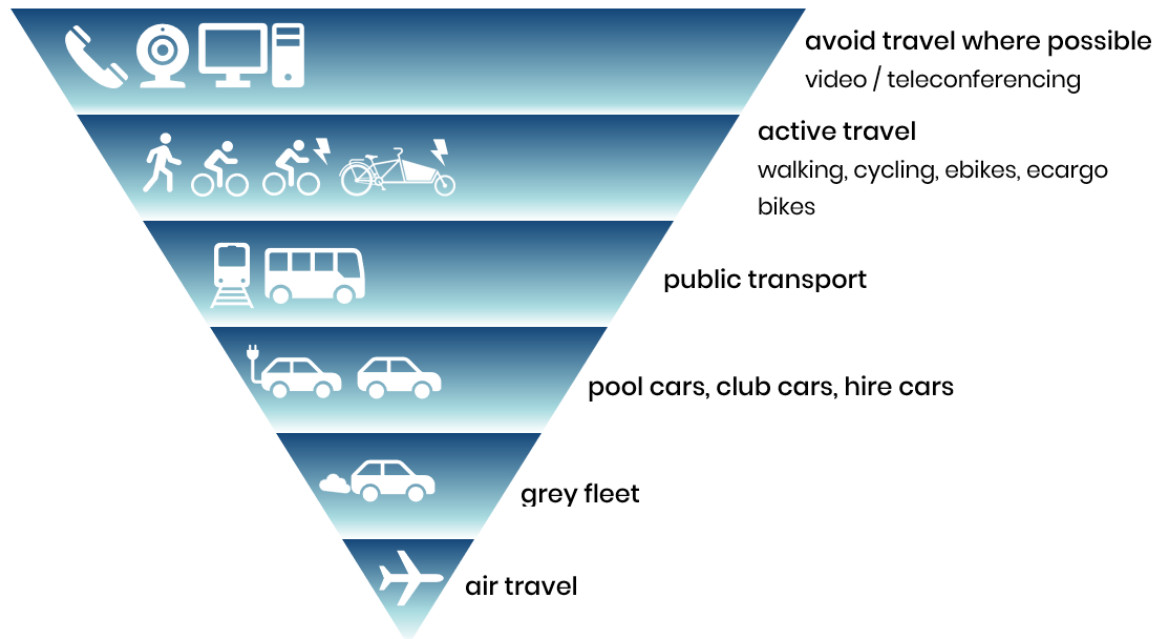 avoid travel where possible
video / teleconferencing
active travel
walking, cycling, ebikes, ecargo
bikes
public transport
pool cars, club cars, hire cars
grey fleet
air travel